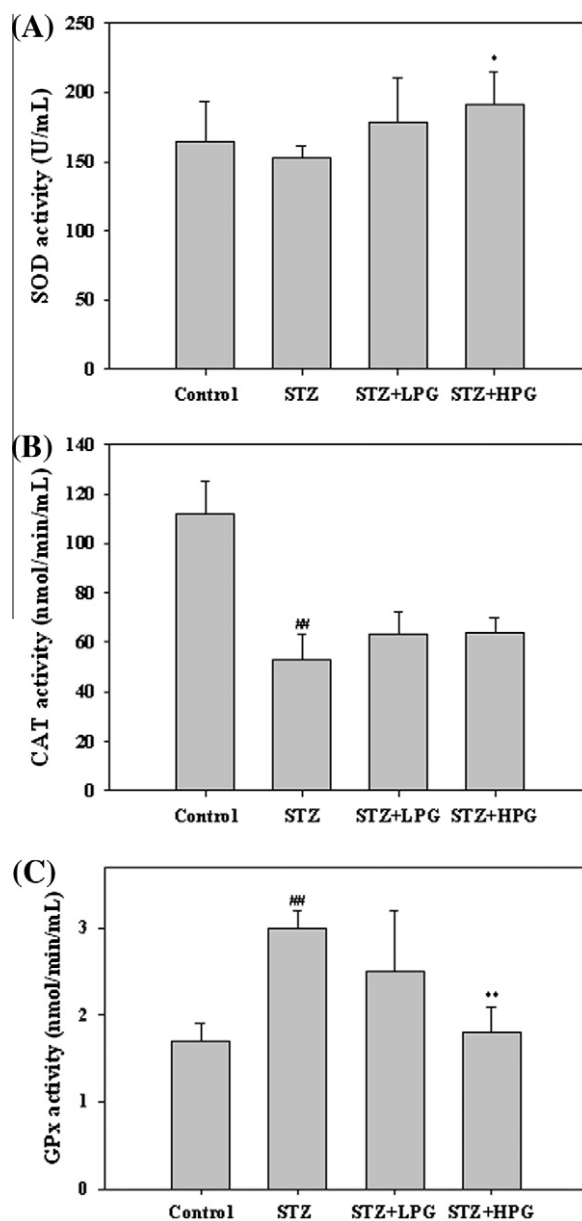 (A)
SOD activity (U/mL)
250
200
150
100
50
0
*
Control STZ STZ+LPG STZ+HPG
(B)
CAT activity (nmol/min/mL)
140
120
100
80
60
40
20
0
##
Control STZ STZ+LPG STZ+HPG
(C)
GPx activity (nmol/min/mL)
3
2
1
0
##
**
Control STZ STZ+LPG STZ+HPG